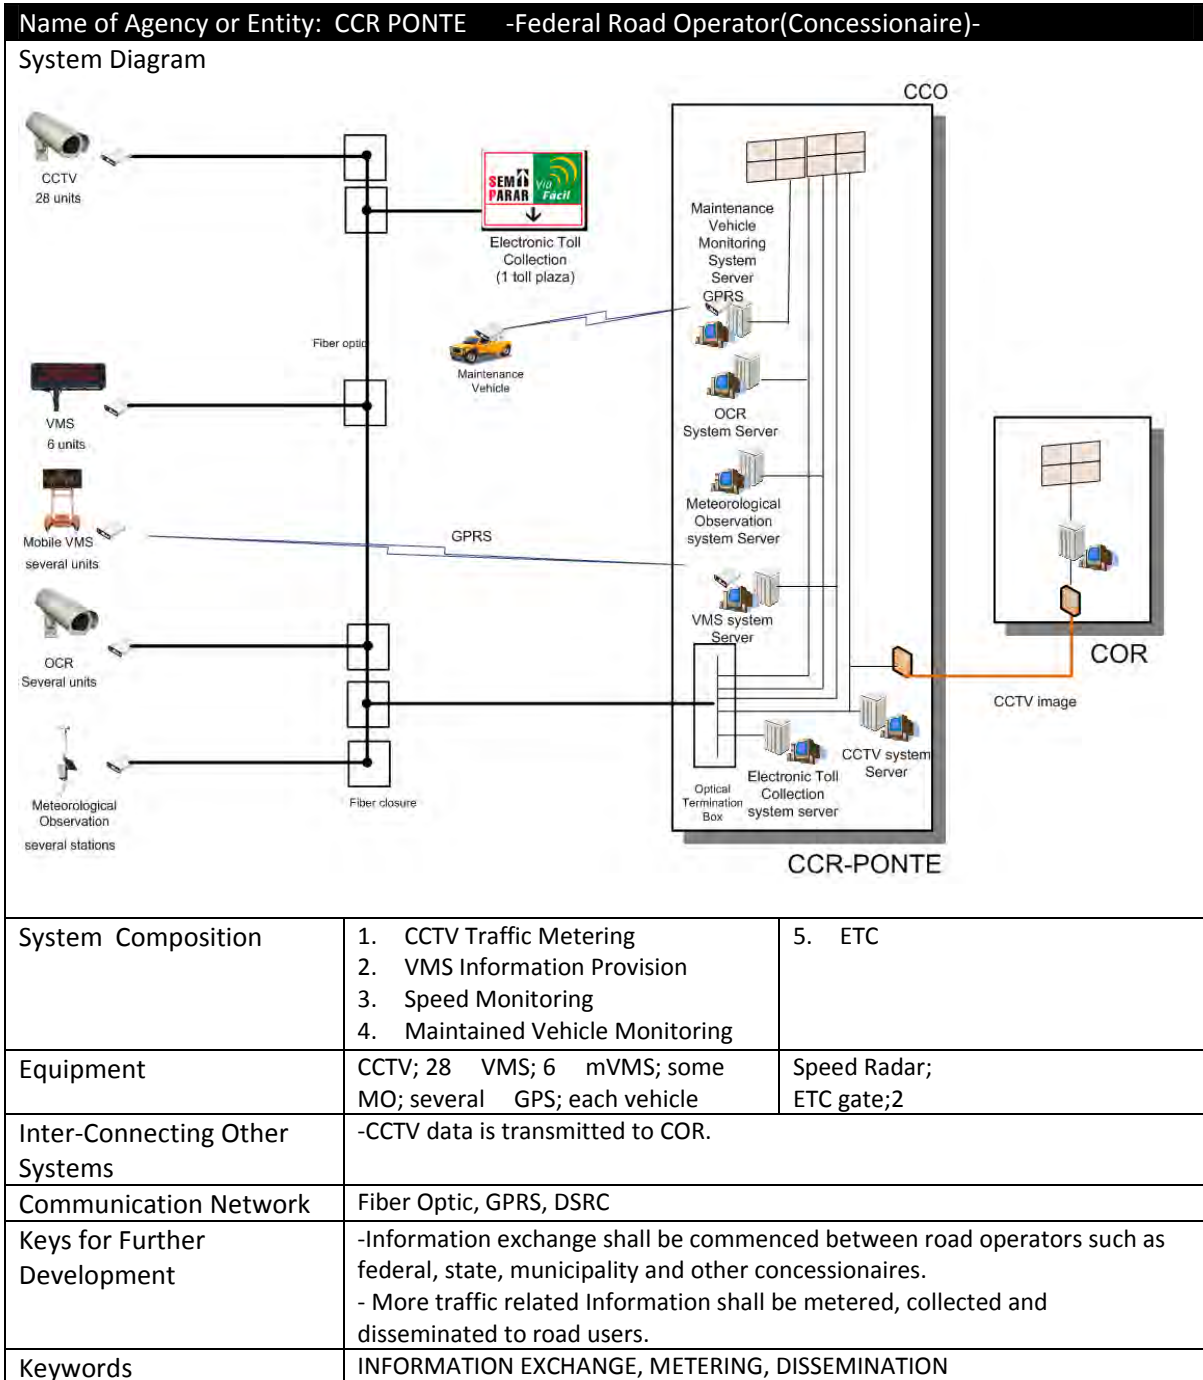 Name of Agency or Entity: CCR PONTE -Federal Road Operator(Concessionaire)-
System Diagram
CCO
CCTV
28 units
SEM PARAR
Via Fácil
Electronic Toll
Collection
(1 toll plaza)
Fiber optic
Maintenance
Vehicle
VMS
6 units
Mobile VMS
several units
GPRS
OCR
Several units
Meteorological
Observation
several stations
Fiber closure
Maintenance
Vehicle
Monitoring
System
Server
GPRS
OCR
System Server
Meteorological
Observation
system Server
VMS system
Server
Optical
Termination
Box
Electronic Toll
Collection
system server
CCTV system
Server
CCR-PONTE
COR
CCTV image
System Composition
1. CCTV Traffic Metering
2. VMS Information Provision
3. Speed Monitoring
4. Maintained Vehicle Monitoring
5. ETC
Equipment
CCTV; 28 VMS; 6 mVMS; some
MO; several GPS; each vehicle
Speed Radar;
ETC gate;2
Inter-Connecting Other
Systems
-CCTV data is transmitted to COR.
Communication Network
Fiber Optic, GPRS, DSRC
Keys for Further
Development
-Information exchange shall be commenced between road operators such as
federal, state, municipality and other concessionaires.
- More traffic related Information shall be metered, collected and
disseminated to road users.
Keywords
INFORMATION EXCHANGE, METERING, DISSEMINATION